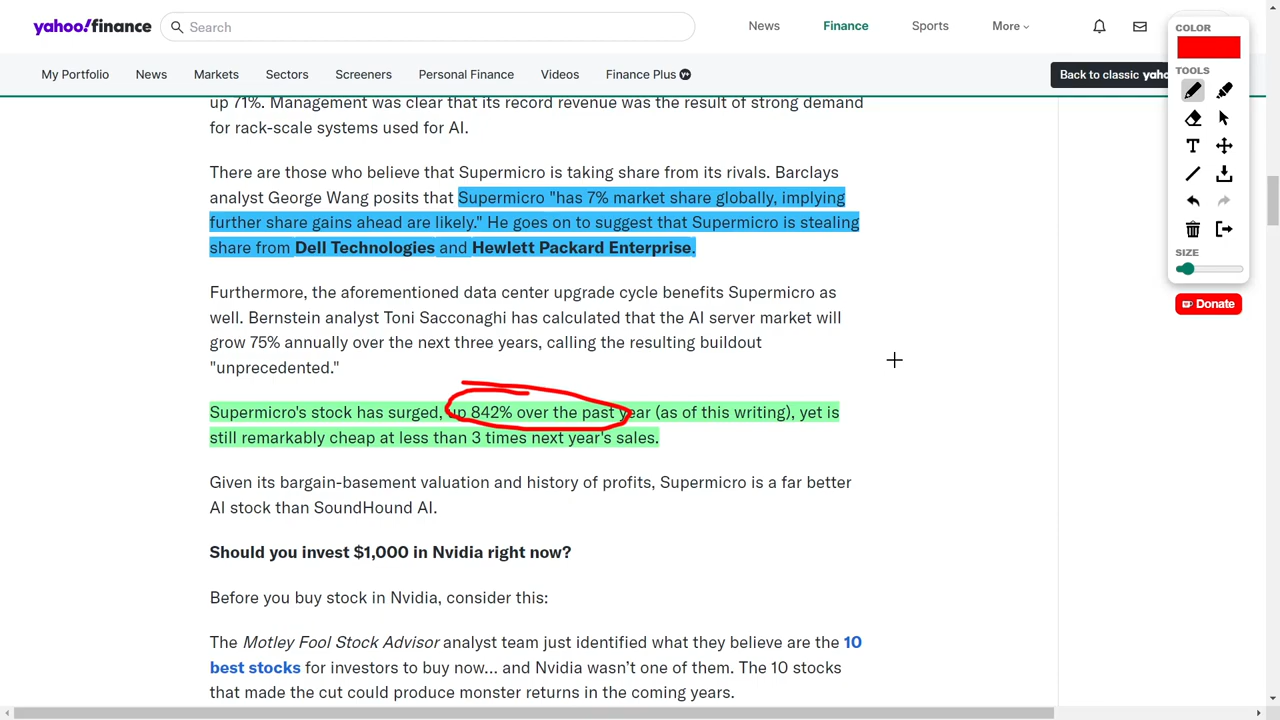 yahoo!finance
Search
News
Finance
Sports
More
My Portfolio
News
Markets
Sectors
Screeners
Personal Finance
Videos
Finance Plus
Back to classic yaho
COLOR
TOOLS
T
SIZE
Donate
up 71%. Management was clear that its record revenue was the result of strong demand
for rack-scale systems used for AI.
There are those who believe that Supermicro is taking share from its rivals. Barclays
analyst George Wang posits that Supermicro "has 7% market share globally, implying
further share gains ahead are likely." He goes on to suggest that Supermicro is stealing
share from Dell Technologies and Hewlett Packard Enterprise.
Furthermore, the aforementioned data center upgrade cycle benefits Supermicro as
well. Bernstein analyst Toni Sacconaghi has calculated that the AI server market will
grow 75% annually over the next three years, calling the resulting buildout
"unprecedented."
Supermicro's stock has surged, up 842% over the past year (as of this writing), yet is
still remarkably cheap at less than 3 times next year's sales.
Given its bargain-basement valuation and history of profits, Supermicro is a far better
AI stock than SoundHound AI.
Should you invest $1,000 in Nvidia right now?
Before you buy stock in Nvidia, consider this:
The Motley Fool Stock Advisor analyst team just identified what they believe are the 10
best stocks for investors to buy now… and Nvidia wasn't one of them. The 10 stocks
that made the cut could produce monster returns in the coming years.